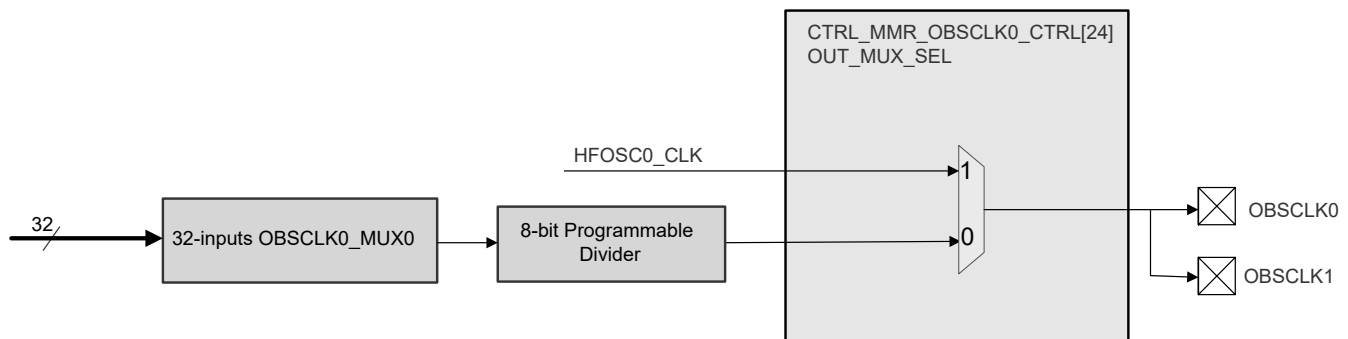 CTRL_MMR_OBSCLK0_CTRL[24]
OUT_MUX_SEL
HFOSC0_CLK
1
32
32-inputs OBSCLK0_MUX0
8-bit Programmable
Divider
0
OBSCLK0
OBSCLK1